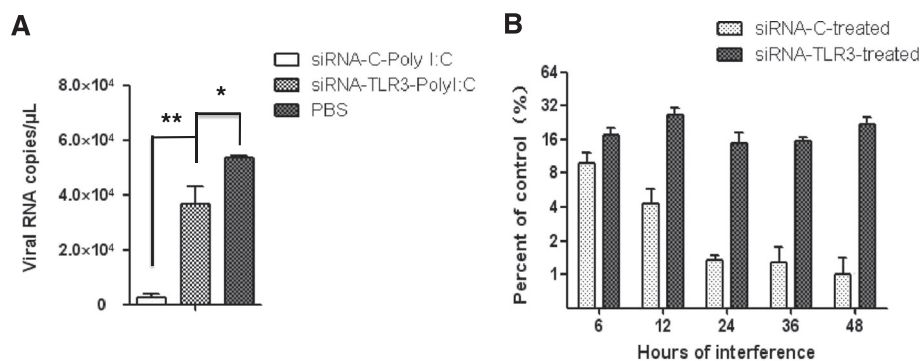 A
siRNA-C-Poly I:C
siRNA-TLR3-PolyI:C
PBS
Viral RNA copies/μL
8.0×10⁴
6.0×10⁴
4.0×10⁴
2.0×10⁴
0
**
*
B
siRNA-C-treated
siRNA-TLR3-treated
Percent of control (%)
64
32
16
8
4
2
1
6 12 24 36 48
Hours of interference